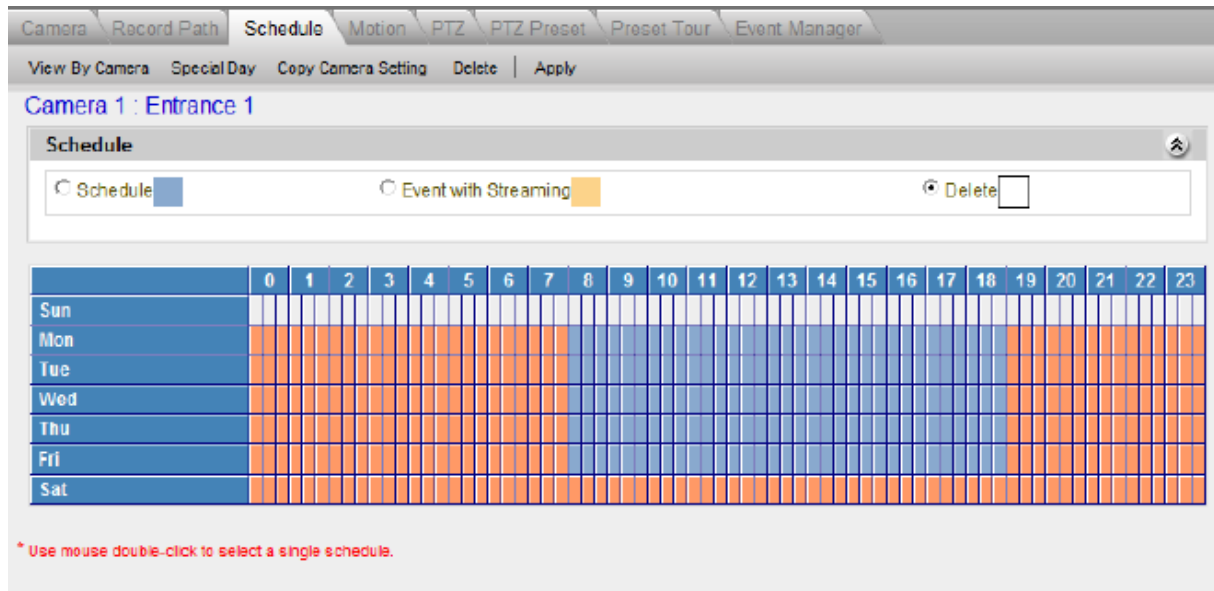 Camera Record Path Schedule Motion PTZ PTZ Preset Preset Tour Event Manager
View By Camera Special Day Copy Camera Setting Delete | Apply
Camera 1 : Entrance 1
Schedule
Schedule Event with Streaming Delete
0 1 2 3 4 5 6 7 8 9 10 11 12 13 14 15 16 17 18 19 20 21 22 23
Sun
Mon
Tue
Wed
Thu
Fri
Sat
* Use mouse double-click to select a single schedule.